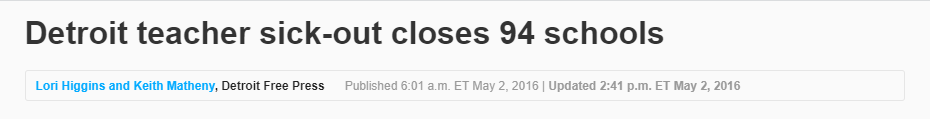 Detroit teacher sick-out closes 94 schools
Lori Higgins and Keith Matheny, Detroit Free Press Published 6:01 a.m. ET May 2, 2016 | Updated 2:41 p.m. ET May 2, 2016